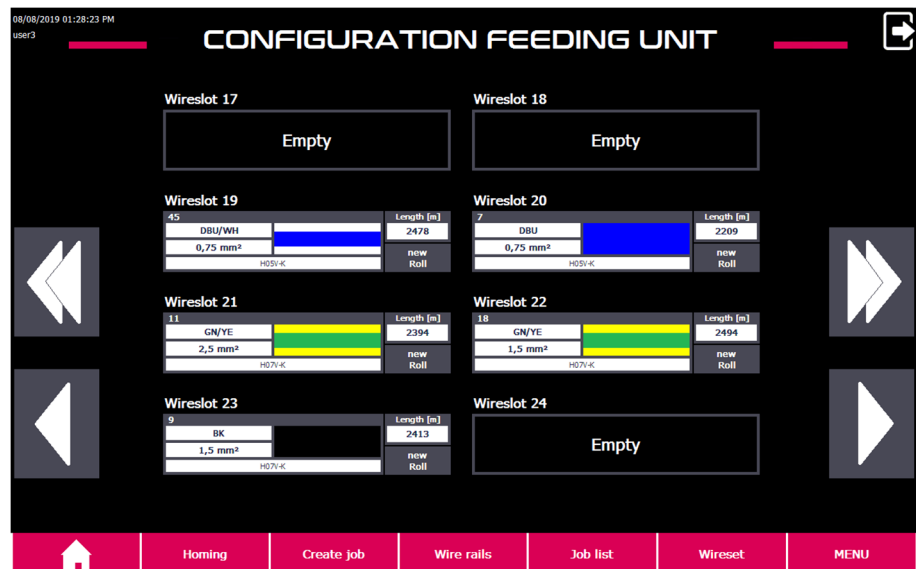 08/08/2019 01:28:23 PM
user3
CONFIGURATION FEEDING UNIT
Wireslot 17
Empty
Wireslot 18
Empty
Wireslot 19
45
Length [m]
DBU/WH
2478
0,75 mm²
new
Roll
H05V-K
Wireslot 20
7
Length [m]
DBU
2209
0,75 mm²
new
Roll
H05V-K
Wireslot 21
11
Length [m]
GN/YE
2394
2,5 mm²
new
Roll
H07V-K
Wireslot 22
18
Length [m]
GN/YE
2494
1,5 mm²
new
Roll
H07V-K
Wireslot 23
9
Length [m]
BK
2413
1,5 mm²
new
Roll
H07V-K
Wireslot 24
Empty
Homing
Create job
Wire rails
Job list
Wireset
MENU